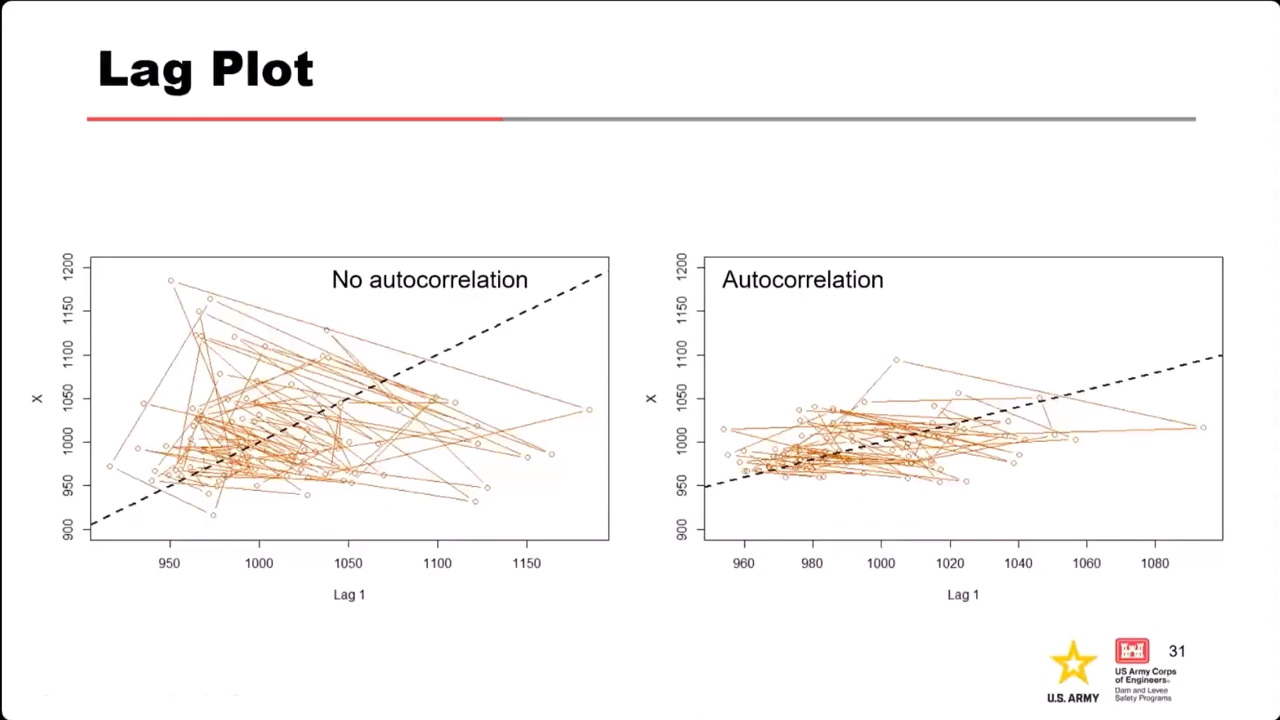 Lag Plot
No autocorrelation
1200
1150
1100
1050
1000
950
900
X
950 1000 1050 1100 1150
Lag 1
Autocorrelation
1200
1150
1100
1050
1000
950
900
X
960 980 1000 1020 1040 1060 1080
Lag 1
U.S. ARMY
US Army Corps
of Engineers®
Dam and Levee
Safety Programs
31